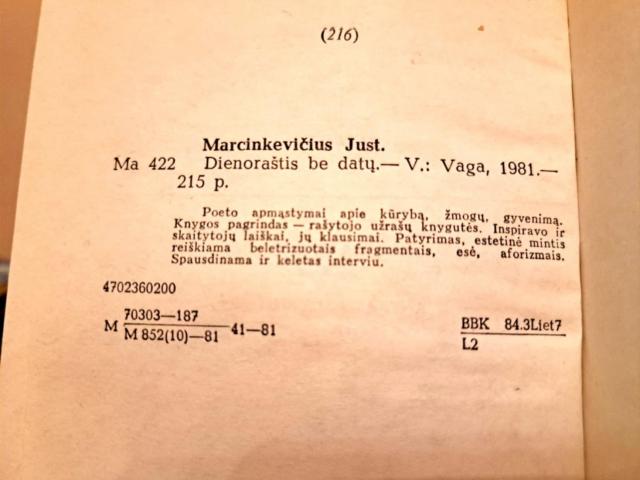 (216)
Marcinkevičius Just.
Ma 422 Dienoraštis be datų.— V.: Vaga, 1981.—
215 p.
Poeto apmąstymai apie kūrybą, žmogų, gyvenimą.
Knygos pagrindas — rašytojo užrašų knygutės. Inspiravo ir
skaitytojų laiškai, jų klausimai. Patyrimas, estetinė mintis
reiškiama beletrizuotais fragmentais, esė, aforizmais.
Spausdinama ir keletas interviu.
4702360200
70303—187
M 41—81
M 852(10)—81
BBK 84.3Liet7
L2